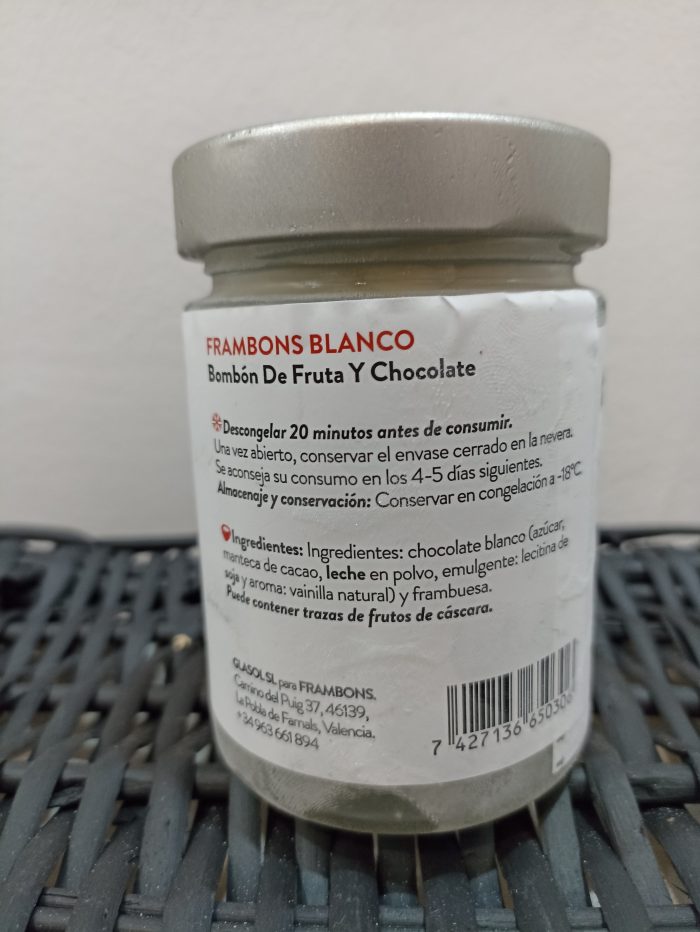 FRAMBONS BLANCO
Bombón De Fruta Y Chocolate
Descongelar 20 minutos antes de consumir.
Una vez abierto, conservar el envase cerrado en la nevera.
Se aconseja su consumo en los 4-5 días siguientes.
Almacenaje y conservación: Conservar en congelación a -18ºC
Ingredientes: Ingredientes: chocolate blanco (azúcar,
manteca de cacao, leche en polvo, emulgente: lecitina de
soja y aroma: vainilla natural) y frambuesa.
Puede contener trazas de frutos de cáscara.
GLASOL SL para FRAMBONS.
Camino del Puig 37, 46139,
La Pobla de Farnals, Valencia.
+34 963 661 894
7 427136 650306